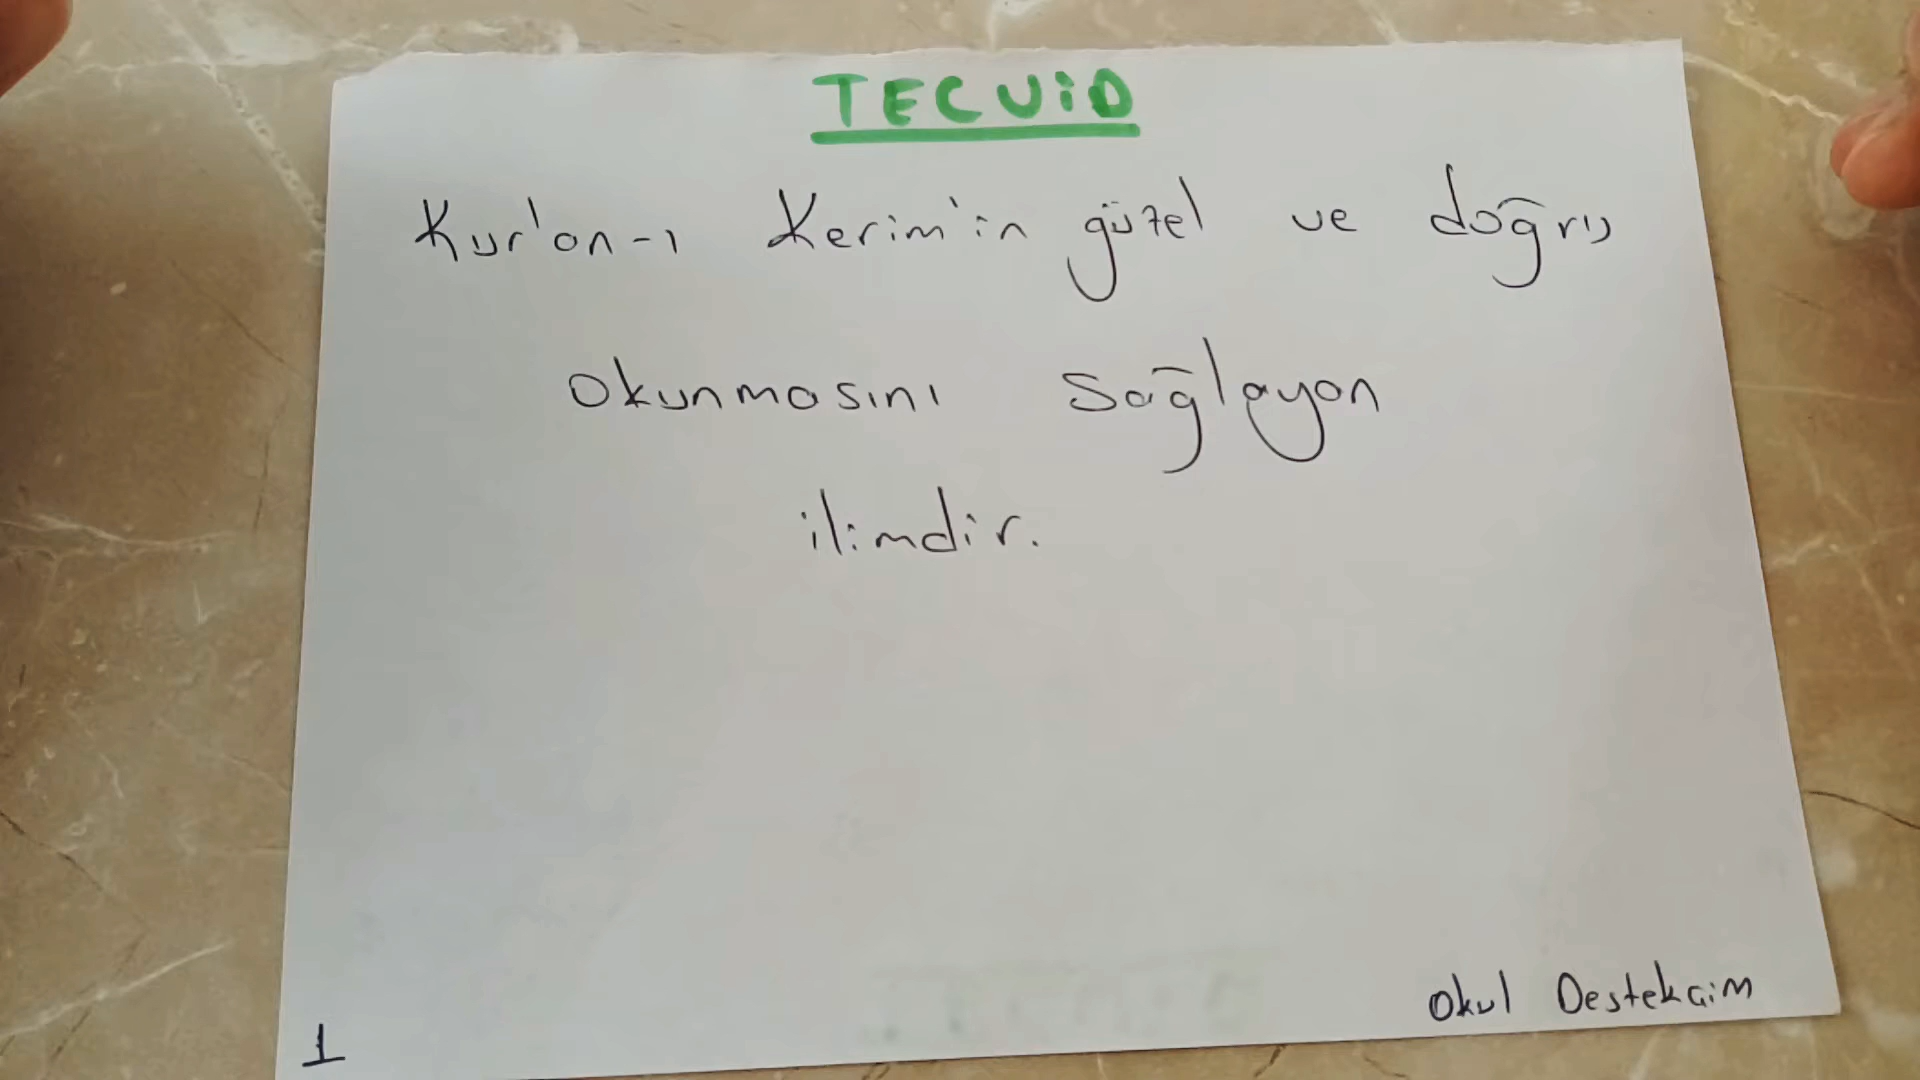 TECVİD
Kur'an-ı Kerim'in güzel ve doğru
okunmasını sağlayan
ilimdir.
Okul Destekçim
1